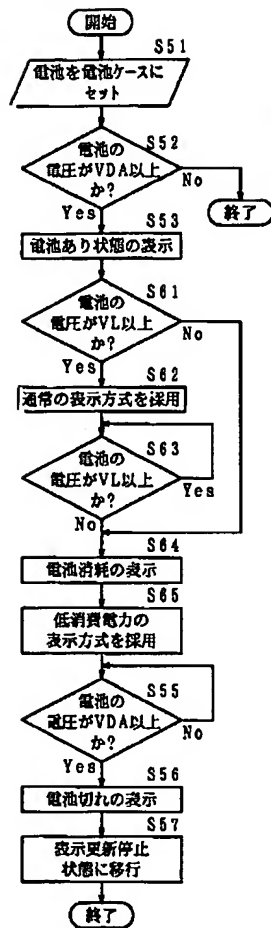 開始
S51
電池を電池ケースに
セット
S52
電池の
電圧がVDA以上
か?
No
終了
Yes
S53
電池あり状態の表示
S61
電池の
電圧がVL以上
か?
No
Yes
S62
通常の表示方式を採用
S63
電池の
電圧がVL以上
か?
Yes
No
S64
電池消耗の表示
S65
低消費電力の
表示方式を採用
S55
電池の
電圧がVDA以上
か?
No
Yes
S56
電池切れの表示
S57
表示更新停止
状態に移行
終了